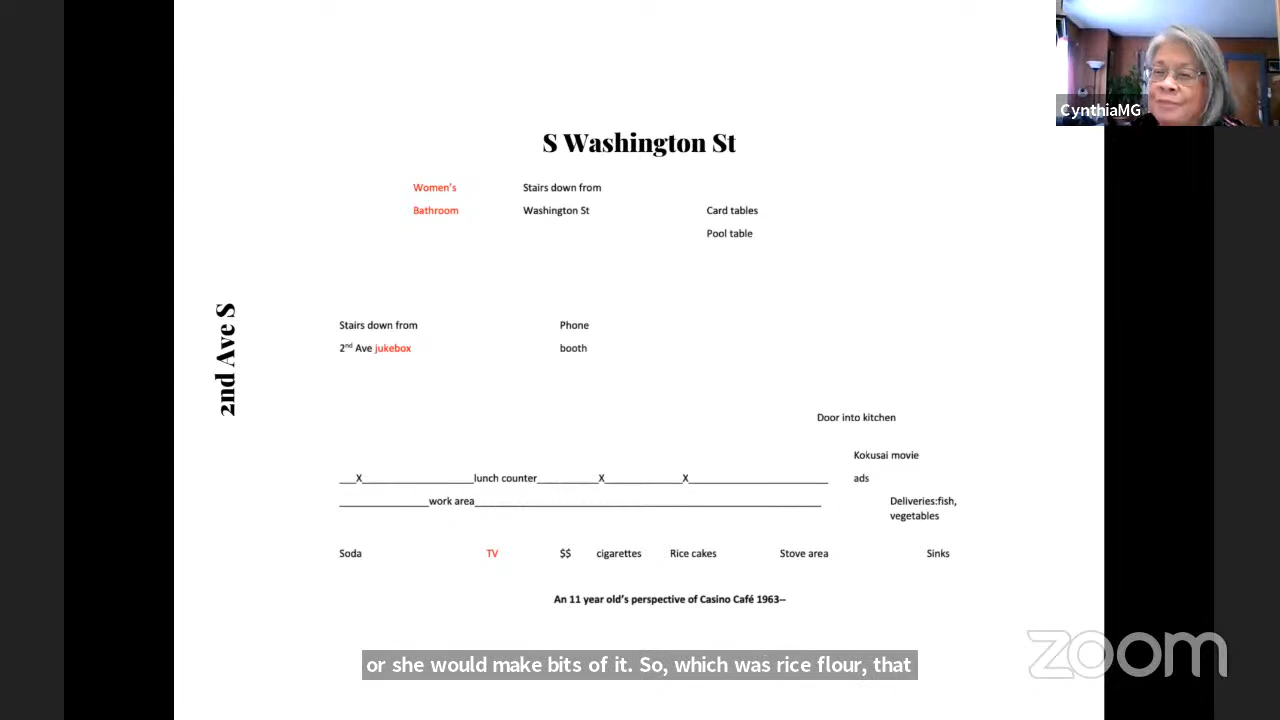 CynthiaMG
S Washington St
Women's
Bathroom
Stairs down from
Washington St
Card tables
Pool table
2nd Ave S
Stairs down from
2nd Ave jukebox
Phone
booth
Door into kitchen
Kokusai movie
ads
___X____________________lunch counter___________X______________X_________________________
________________work area______________________________________________________________
Deliveries:fish,
vegetables
Soda
TV
$$
cigarettes
Rice cakes
Stove area
Sinks
An 11 year old's perspective of Casino Café 1963--
or she would make bits of it. So, which was rice flour, that
zoom